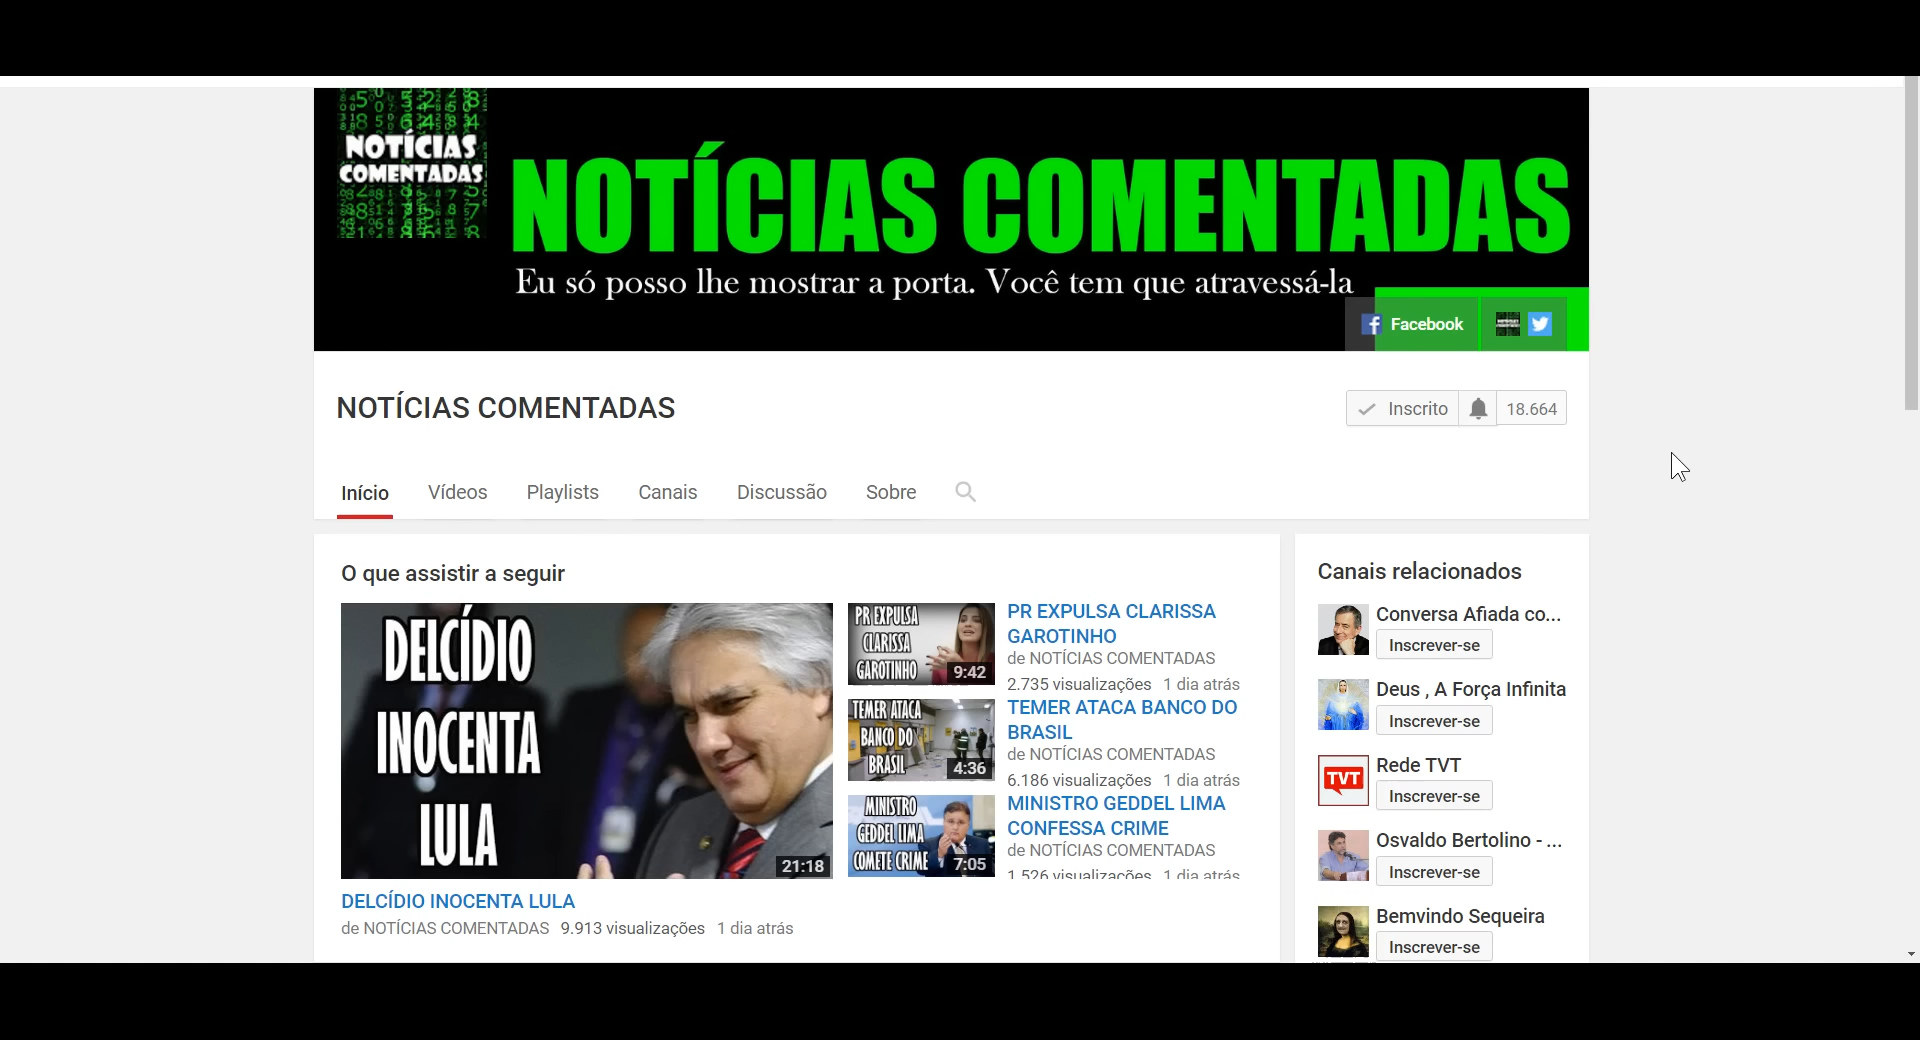 NOTÍCIAS
COMENTADAS
NOTÍCIAS COMENTADAS
Eu só posso lhe mostrar a porta. Você tem que atravessá-la
Facebook
NOTÍCIAS COMENTADAS
Inscrito
18.664
Início
Vídeos
Playlists
Canais
Discussão
Sobre
O que assistir a seguir
DELCÍDIO
INOCENTA
LULA
21:18
DELCÍDIO INOCENTA LULA
de NOTÍCIAS COMENTADAS 9.913 visualizações 1 dia atrás
PR EXPULSA
CLARISSA
GAROTINHO
9:42
PR EXPULSA CLARISSA
GAROTINHO
de NOTÍCIAS COMENTADAS
2.735 visualizações 1 dia atrás
TEMER ATACA
BANCO DO
BRASIL
4:36
TEMER ATACA BANCO DO
BRASIL
de NOTÍCIAS COMENTADAS
6.186 visualizações 1 dia atrás
MINISTRO
GEDDEL LIMA
COMETE CRIME
7:05
MINISTRO GEDDEL LIMA
CONFESSA CRIME
de NOTÍCIAS COMENTADAS
1.526 visualizações 1 dia atrás
Canais relacionados
Conversa Afiada co...
Inscrever-se
Deus , A Força Infinita
Inscrever-se
TVT
Rede TVT
Inscrever-se
Osvaldo Bertolino - ...
Inscrever-se
Bemvindo Sequeira
Inscrever-se